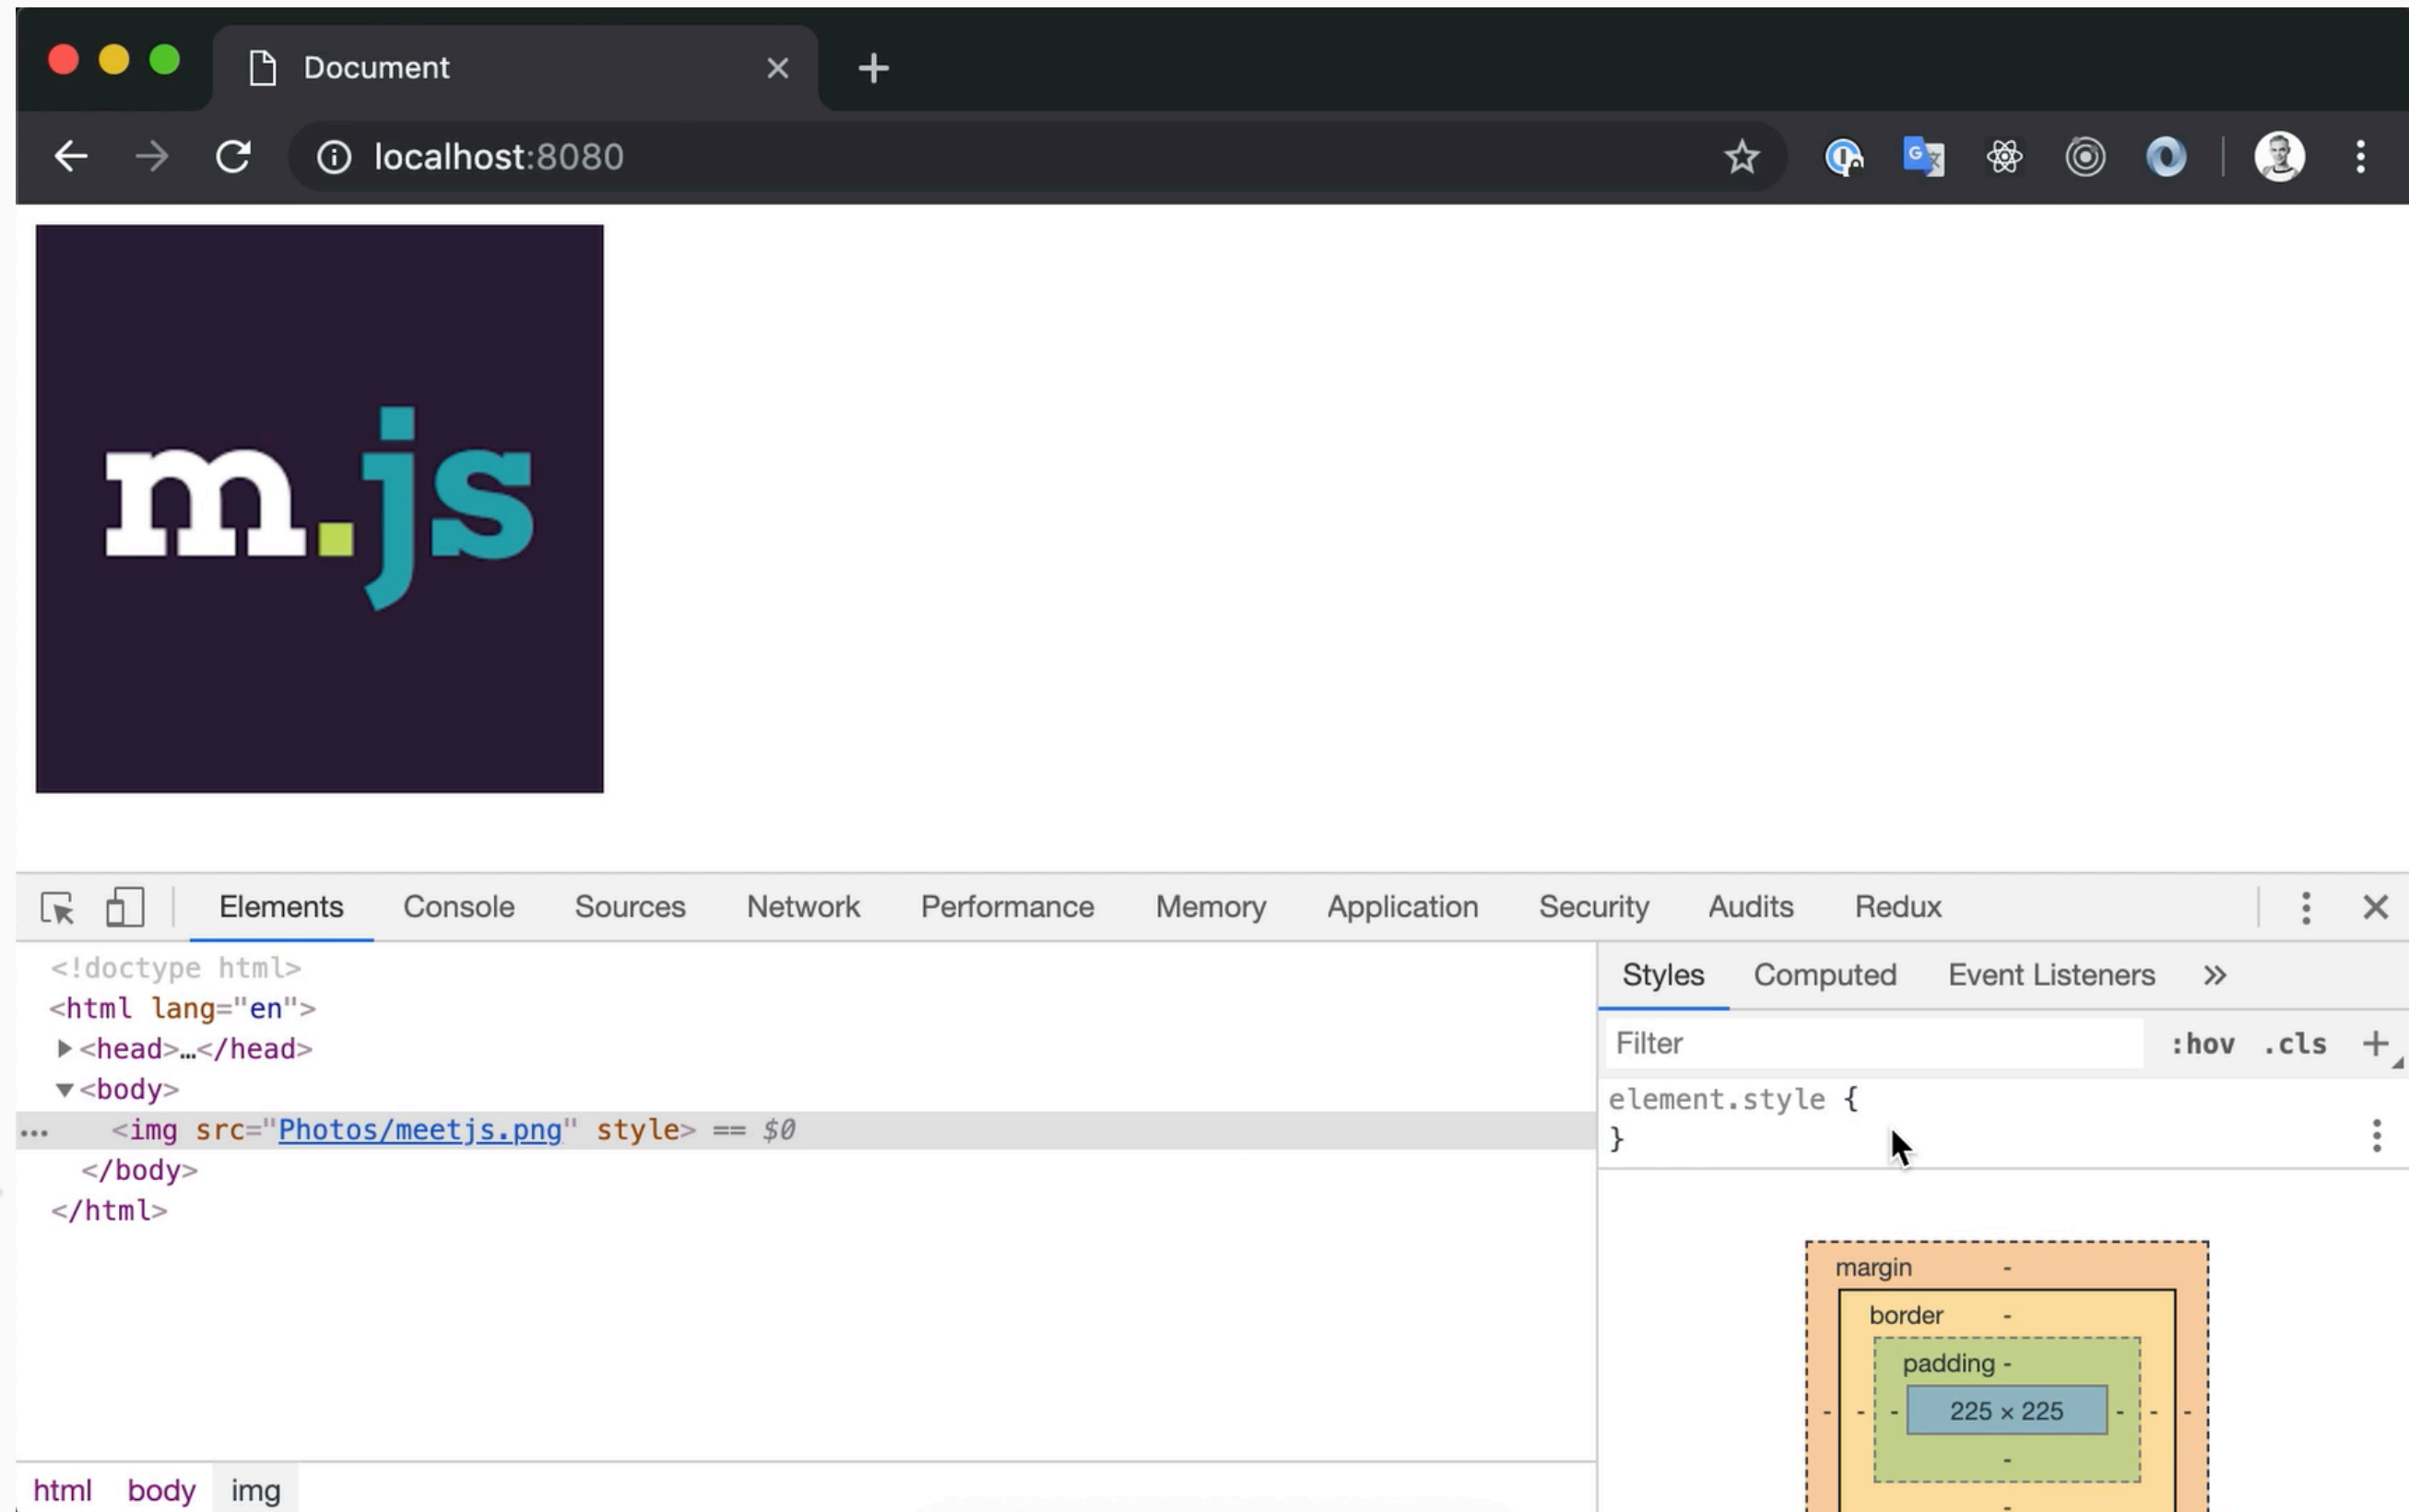 Document
localhost:8080
m.js
Elements Console Sources Network Performance Memory Application Security Audits Redux
<!doctype html>
<html lang="en">
<head>…</head>
<body>
<img src="Photos/meetjs.png" style> == $0
</body>
</html>
html body img
Styles Computed Event Listeners »
Filter :hov .cls +
element.style {
}
margin -
border -
padding -
- - - 225 × 225 - - -
-
-